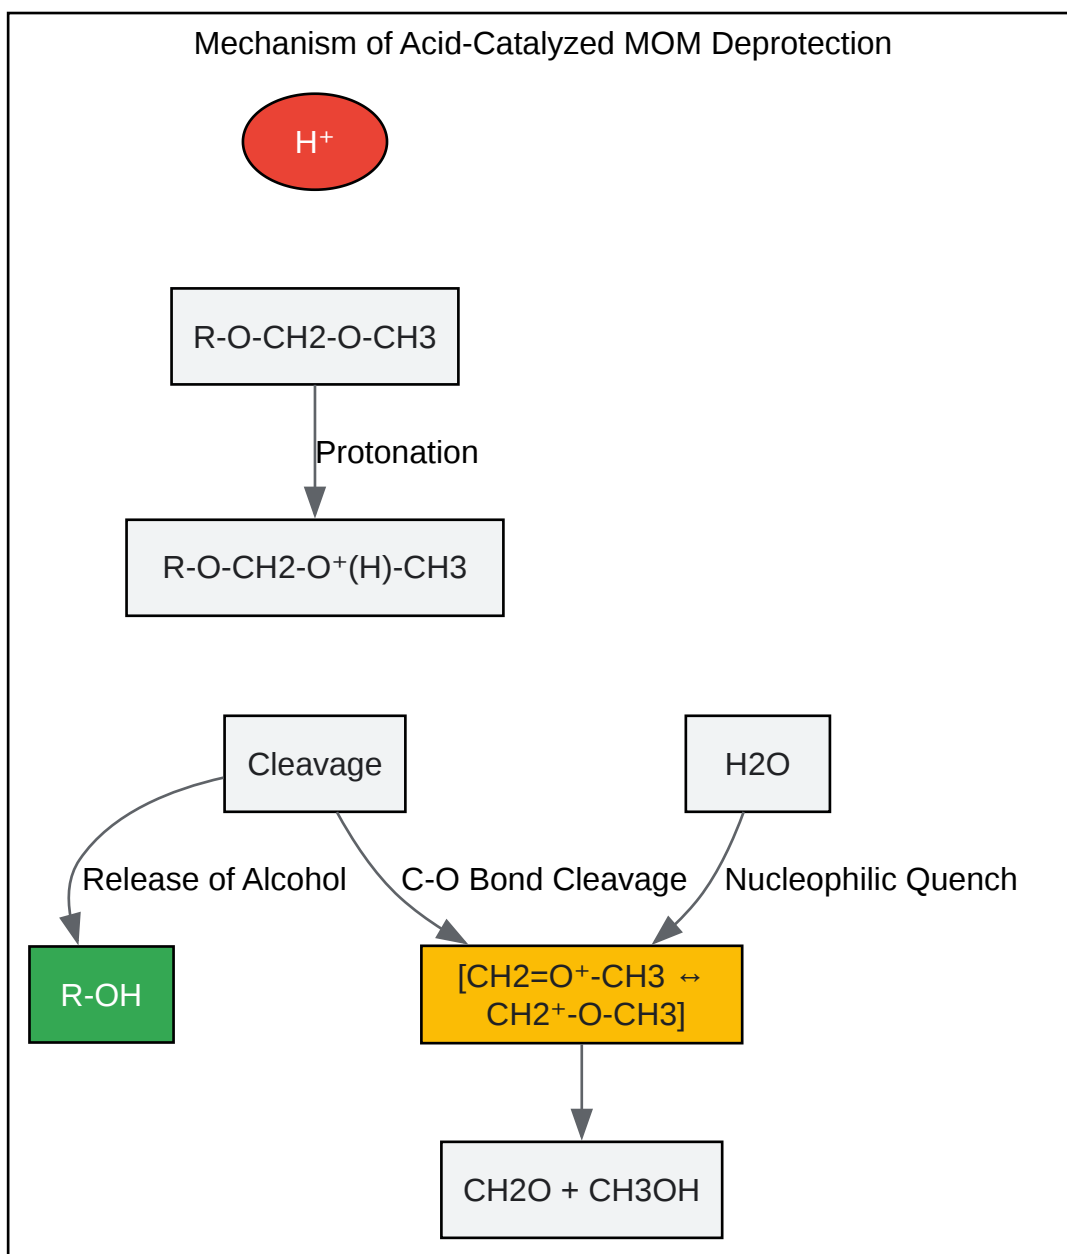 Mechanism of Acid-Catalyzed MOM Deprotection
H⁺
R-O-CH2-O-CH3
Protonation
R-O-CH2-O⁺(H)-CH3
Cleavage
H2O
Release of Alcohol
C-O Bond Cleavage
Nucleophilic Quench
R-OH
[CH2=O⁺-CH3 ↔
CH2⁺-O-CH3]
CH2O + CH3OH